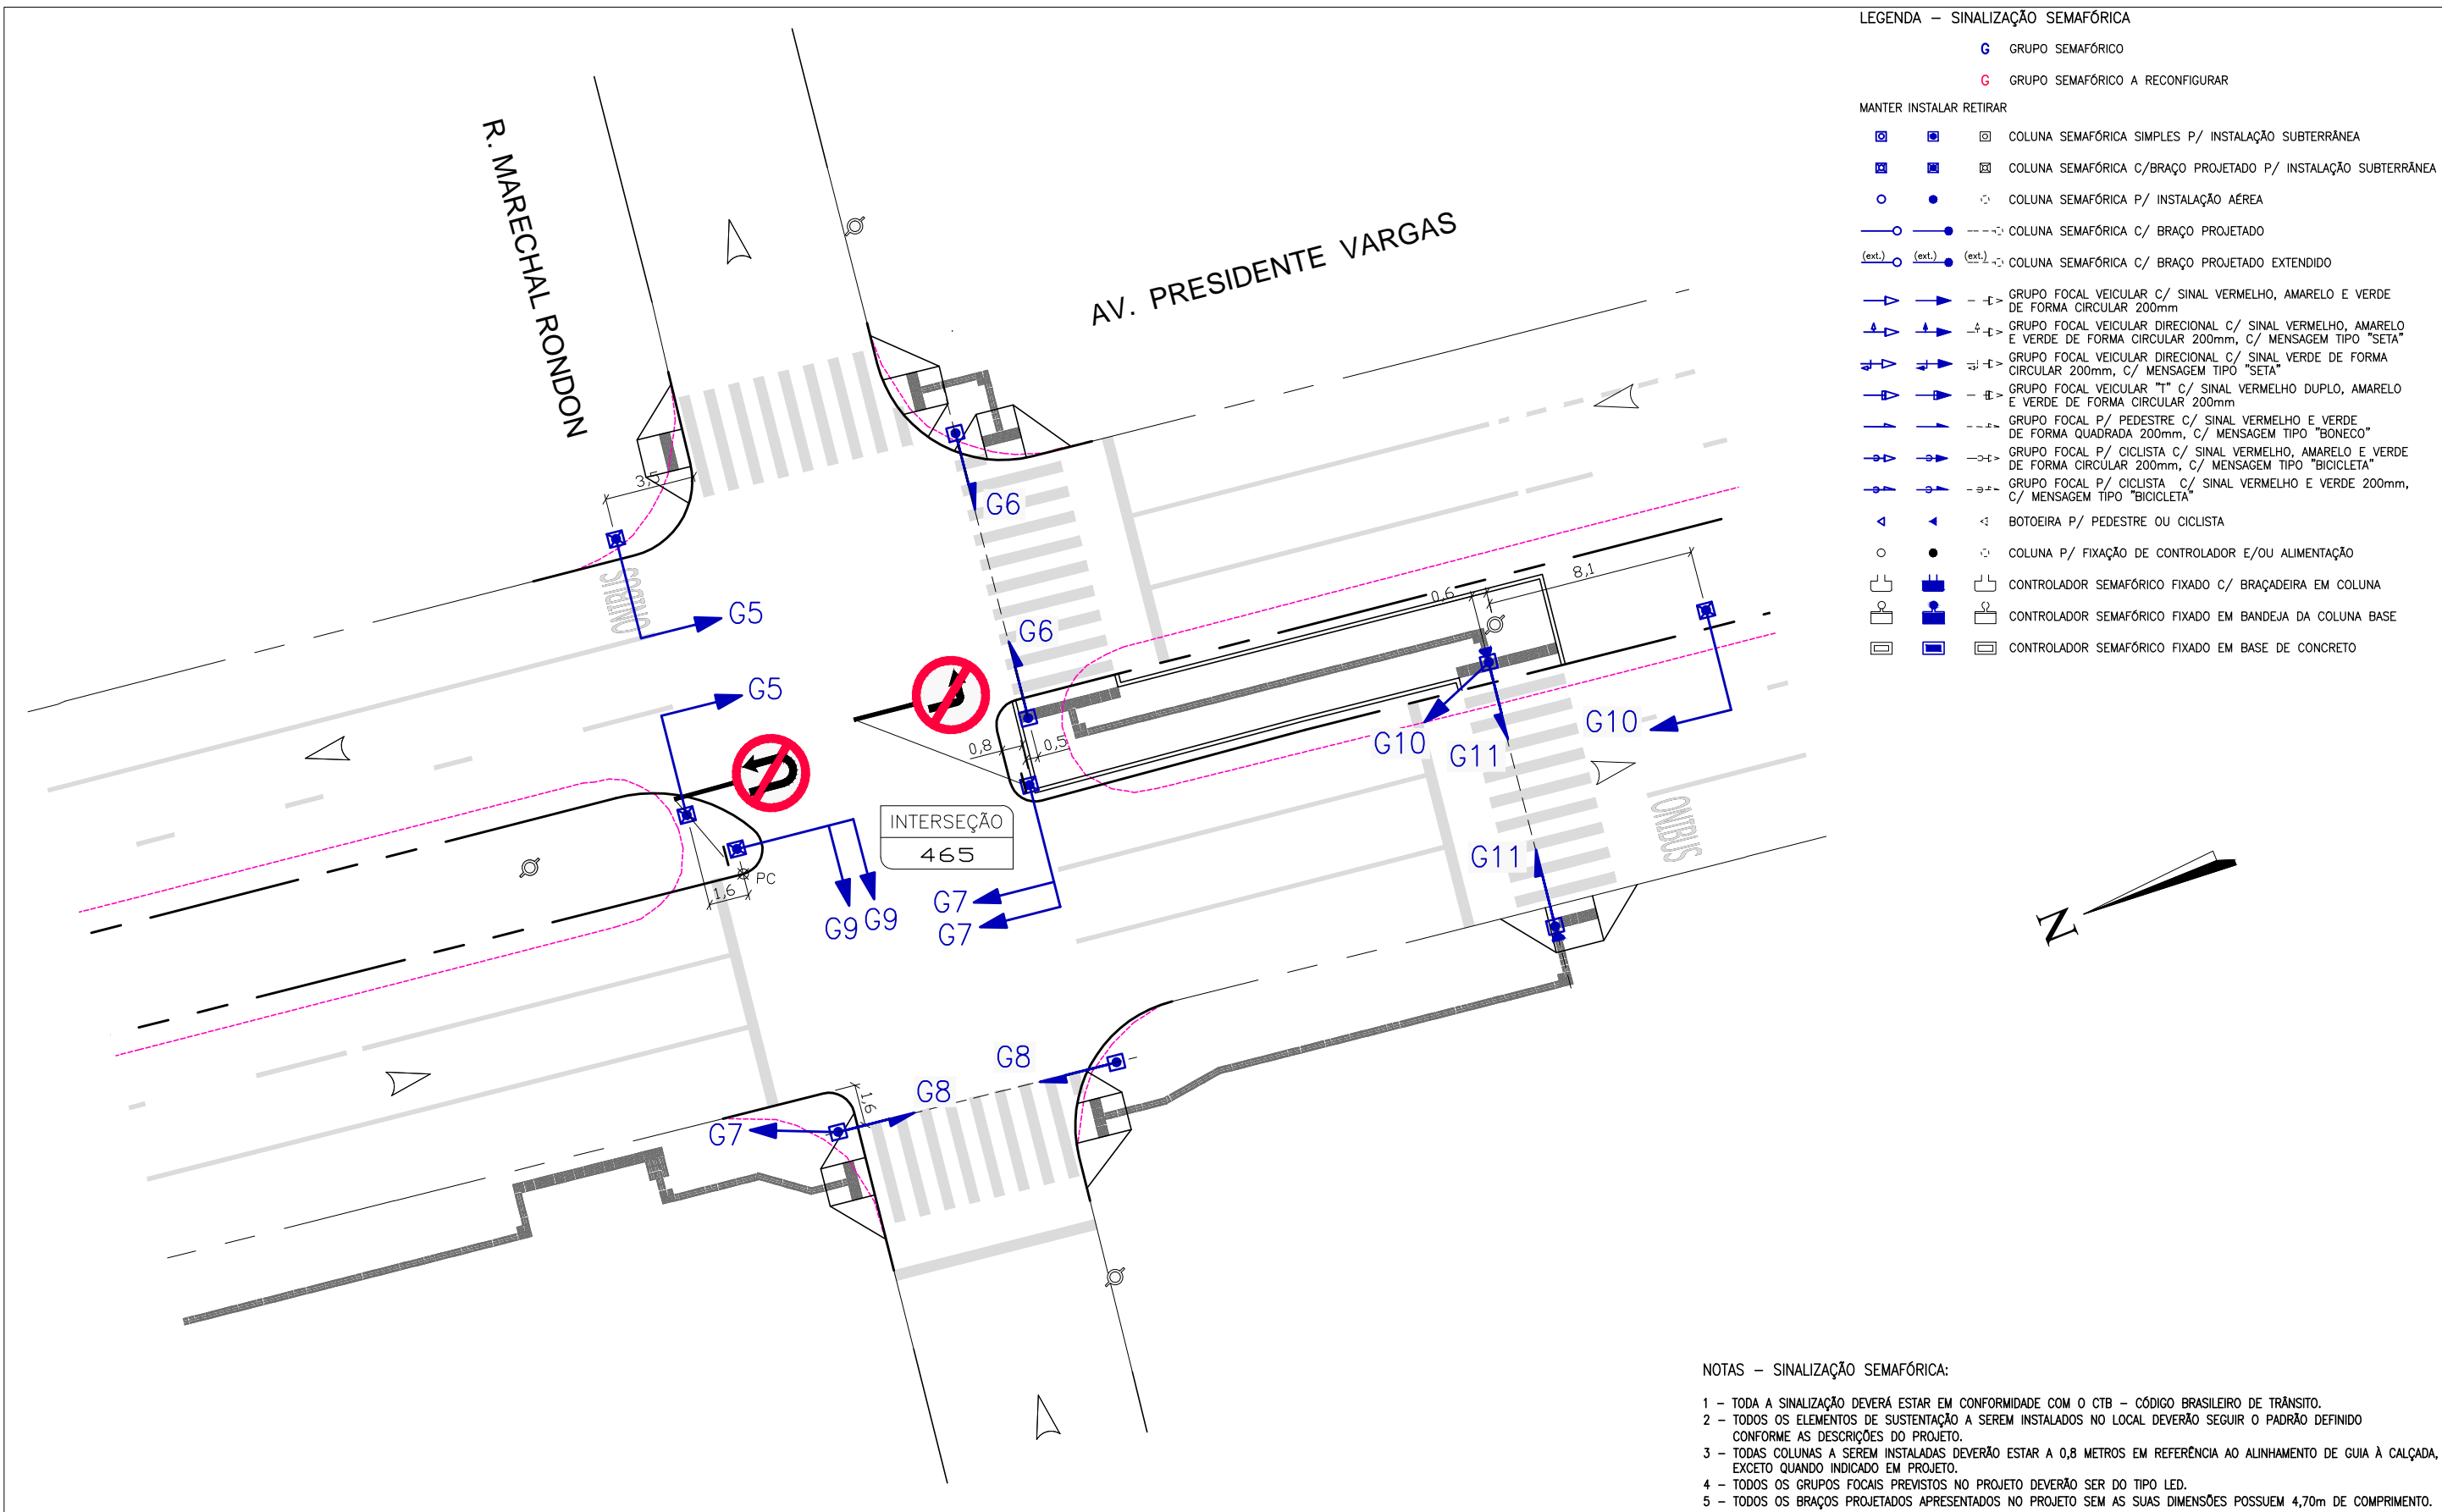 LEGENDA – SINALIZAÇÃO SEMAFÓRICA
G GRUPO SEMAFÓRICO
G GRUPO SEMAFÓRICO A RECONFIGURAR
MANTER INSTALAR RETIRAR
COLUNA SEMAFÓRICA SIMPLES P/ INSTALAÇÃO SUBTERRÂNEA
COLUNA SEMAFÓRICA C/BRAÇO PROJETADO P/ INSTALAÇÃO SUBTERRÂNEA
COLUNA SEMAFÓRICA P/ INSTALAÇÃO AÉREA
COLUNA SEMAFÓRICA C/ BRAÇO PROJETADO
(ext.) (ext.) (ext.) COLUNA SEMAFÓRICA C/ BRAÇO PROJETADO EXTENDIDO
GRUPO FOCAL VEICULAR C/ SINAL VERMELHO, AMARELO E VERDE
DE FORMA CIRCULAR 200mm
GRUPO FOCAL VEICULAR DIRECIONAL C/ SINAL VERMELHO, AMARELO
E VERDE DE FORMA CIRCULAR 200mm, C/ MENSAGEM TIPO "SETA"
GRUPO FOCAL VEICULAR DIRECIONAL C/ SINAL VERDE DE FORMA
CIRCULAR 200mm, C/ MENSAGEM TIPO "SETA"
GRUPO FOCAL VEICULAR "T" C/ SINAL VERMELHO DUPLO, AMARELO
E VERDE DE FORMA CIRCULAR 200mm
GRUPO FOCAL P/ PEDESTRE C/ SINAL VERMELHO E VERDE
DE FORMA QUADRADA 200mm, C/ MENSAGEM TIPO "BONECO"
GRUPO FOCAL P/ CICLISTA C/ SINAL VERMELHO, AMARELO E VERDE
DE FORMA CIRCULAR 200mm, C/ MENSAGEM TIPO "BICICLETA"
GRUPO FOCAL P/ CICLISTA C/ SINAL VERMELHO E VERDE 200mm,
C/ MENSAGEM TIPO "BICICLETA"
BOTOEIRA P/ PEDESTRE OU CICLISTA
COLUNA P/ FIXAÇÃO DE CONTROLADOR E/OU ALIMENTAÇÃO
CONTROLADOR SEMAFÓRICO FIXADO C/ BRAÇADEIRA EM COLUNA
CONTROLADOR SEMAFÓRICO FIXADO EM BANDEJA DA COLUNA BASE
CONTROLADOR SEMAFÓRICO FIXADO EM BASE DE CONCRETO
R. MARECHAL RONDON
AV. PRESIDENTE VARGAS
3,5
ÔNIBUS
G6
G5
G6
G5
0,6
8,1
0,8
0,5
G10
G11
G10
INTERSEÇÃO
465
G11
ÔNIBUS
PC
1,6
G9
G9
G7
G7
G8
G8
1,6
G7
N
NOTAS – SINALIZAÇÃO SEMAFÓRICA:
1 – TODA A SINALIZAÇÃO DEVERÁ ESTAR EM CONFORMIDADE COM O CTB – CÓDIGO BRASILEIRO DE TRÂNSITO.
2 – TODOS OS ELEMENTOS DE SUSTENTAÇÃO A SEREM INSTALADOS NO LOCAL DEVERÃO SEGUIR O PADRÃO DEFINIDO
CONFORME AS DESCRIÇÕES DO PROJETO.
3 – TODAS COLUNAS A SEREM INSTALADAS DEVERÃO ESTAR A 0,8 METROS EM REFERÊNCIA AO ALINHAMENTO DE GUIA À CALÇADA,
EXCETO QUANDO INDICADO EM PROJETO.
4 – TODOS OS GRUPOS FOCAIS PREVISTOS NO PROJETO DEVERÃO SER DO TIPO LED.
5 – TODOS OS BRAÇOS PROJETADOS APRESENTADOS NO PROJETO SEM AS SUAS DIMENSÕES POSSUEM 4,70m DE COMPRIMENTO.